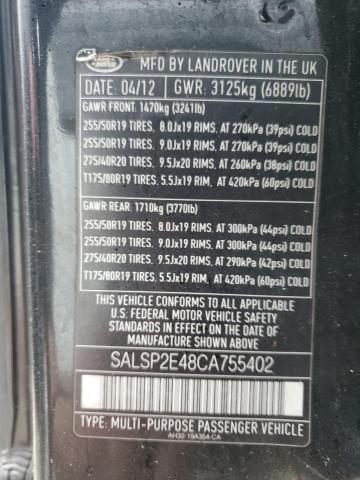 LAND ROVER
MFD BY LANDROVER IN THE UK
DATE: 04/12 GWR: 3125kg (6889lb)
GAWR FRONT: 1470kg (3241lb)
255/50R19 TIRES, 8.0Jx19 RIMS, AT 270kPa (39psi) COLD
255/50R19 TIRES, 9.0Jx19 RIMS, AT 270kPa (39psi) COLD
275/40R20 TIRES, 9.5Jx20 RIMS, AT 260kPa (38psi) COLD
T175/80R19 TIRES, 5.5Jx19 RIM, AT 420kPa (60psi) COLD
GAWR REAR: 1710kg (3770lb)
255/50R19 TIRES, 8.0Jx19 RIMS, AT 300kPa (44psi) COLD
255/50R19 TIRES, 9.0Jx19 RIMS, AT 300kPa (44psi) COLD
275/40R20 TIRES, 9.5Jx20 RIMS, AT 290kPa (42psi) COLD
T175/80R19 TIRES, 5.5Jx19 RIM, AT 420kPa (60psi) COLD
THIS VEHICLE CONFORMS TO ALL APPLICABLE
U.S. FEDERAL MOTOR VEHICLE SAFETY
STANDARDS IN EFFECT ON THE DATE OF
MANUFACTURE SHOWN ABOVE
SALSP2E48CA755402
TYPE: MULTI-PURPOSE PASSENGER VEHICLE
AH32-19A354-CA